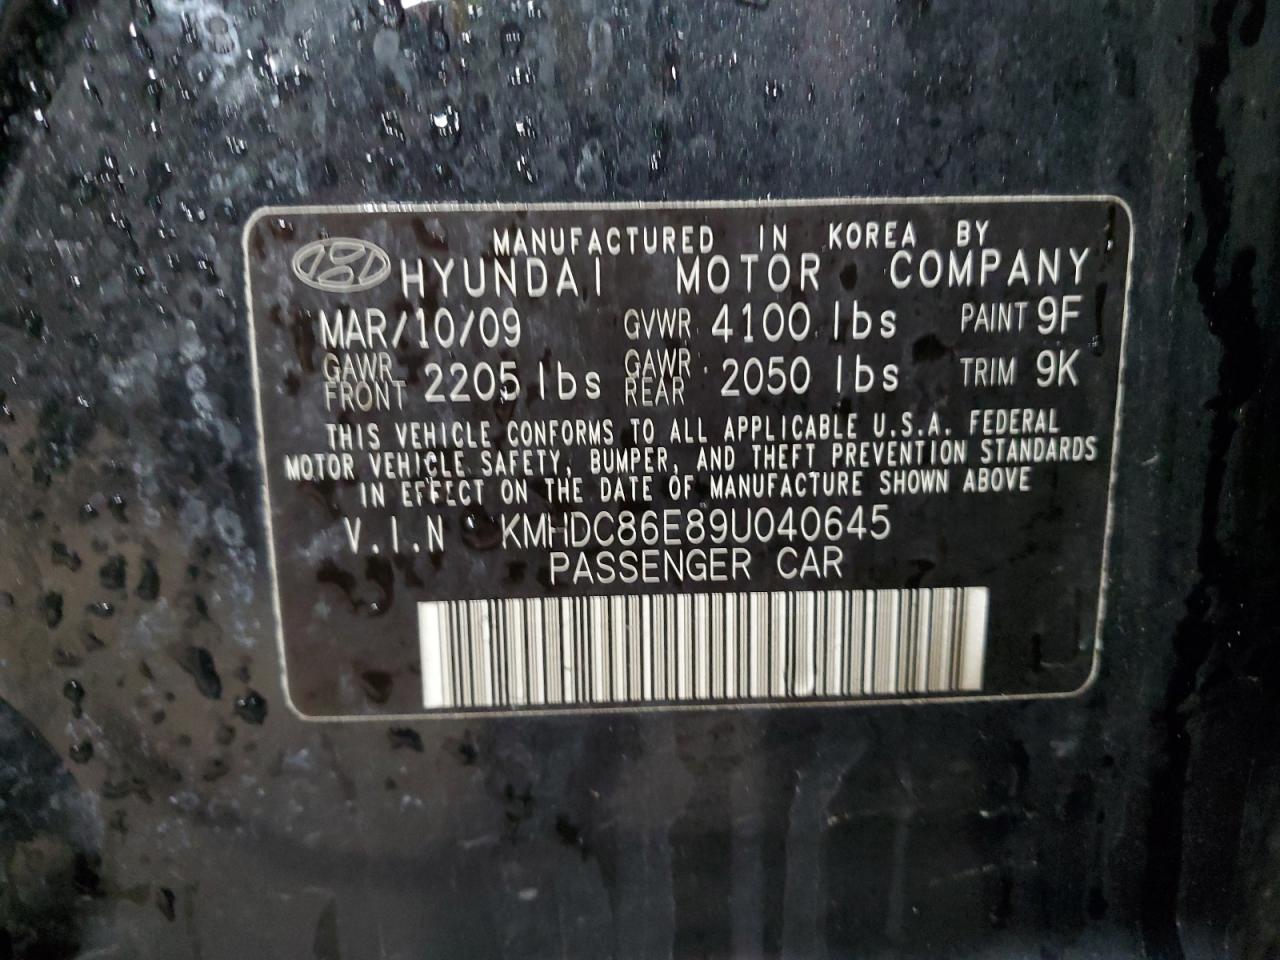 MANUFACTURED IN KOREA BY
HYUNDAI MOTOR COMPANY
MAR/10/09 GVWR 4100 lbs PAINT 9F
GAWR FRONT 2205 lbs GAWR REAR 2050 lbs TRIM 9K
THIS VEHICLE CONFORMS TO ALL APPLICABLE U.S.A. FEDERAL
MOTOR VEHICLE SAFETY, BUMPER, AND THEFT PREVENTION STANDARDS
IN EFFECT ON THE DATE OF MANUFACTURE SHOWN ABOVE
V.I.N KMHDC86E89U040645
PASSENGER CAR